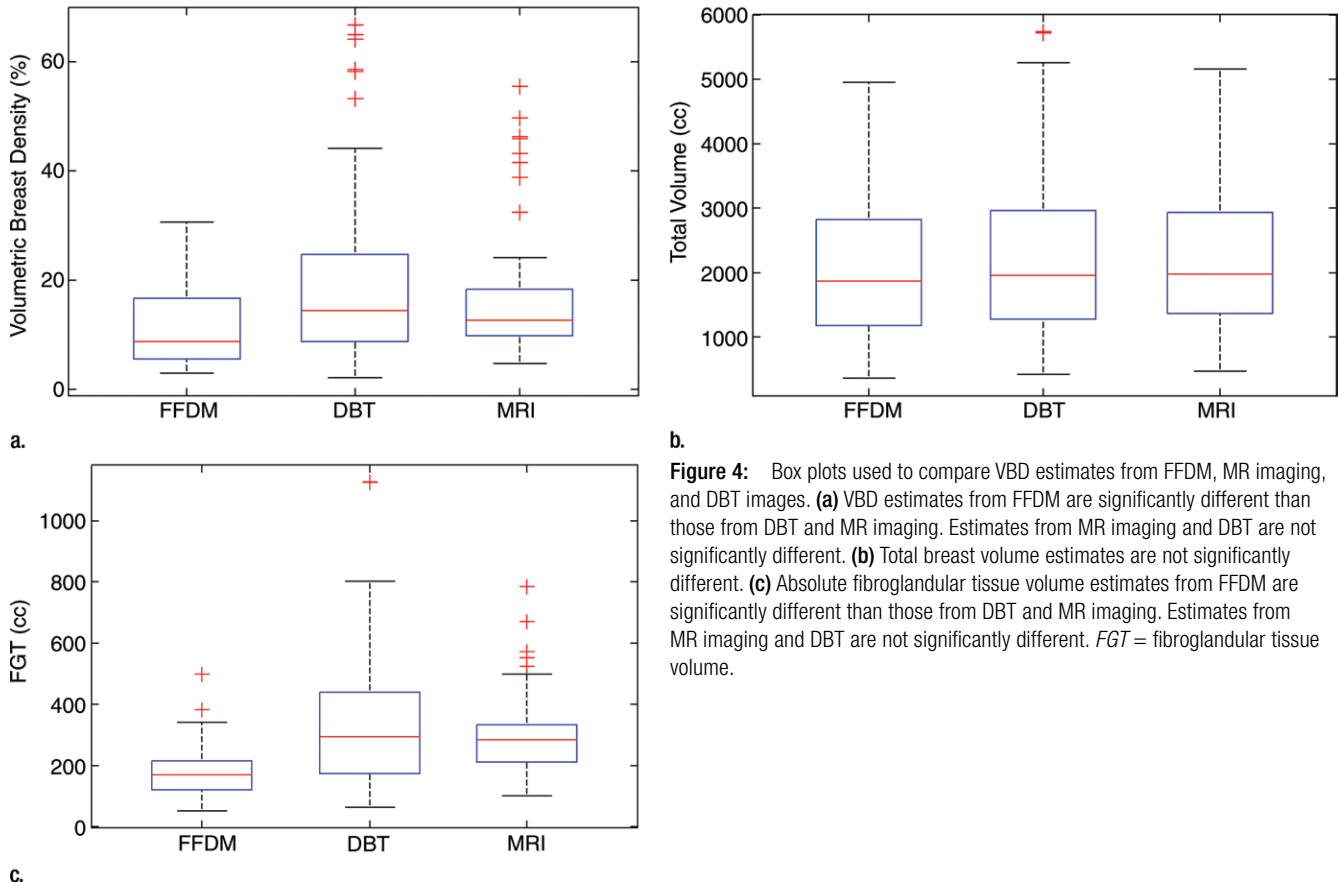 Volumetric Breast Density (%)
60
40
20
0
FFDM
DBT
MRI
a.
Total Volume (cc)
6000
5000
4000
3000
2000
1000
FFDM
DBT
MRI
b.
FGT (cc)
1000
800
600
400
200
0
FFDM
DBT
MRI
c.
Figure 4: Box plots used to compare VBD estimates from FFDM, MR imaging,
and DBT images. (a) VBD estimates from FFDM are significantly different than
those from DBT and MR imaging. Estimates from MR imaging and DBT are not
significantly different. (b) Total breast volume estimates are not significantly
different. (c) Absolute fibroglandular tissue volume estimates from FFDM are
significantly different than those from DBT and MR imaging. Estimates from
MR imaging and DBT are not significantly different. FGT = fibroglandular tissue
volume.